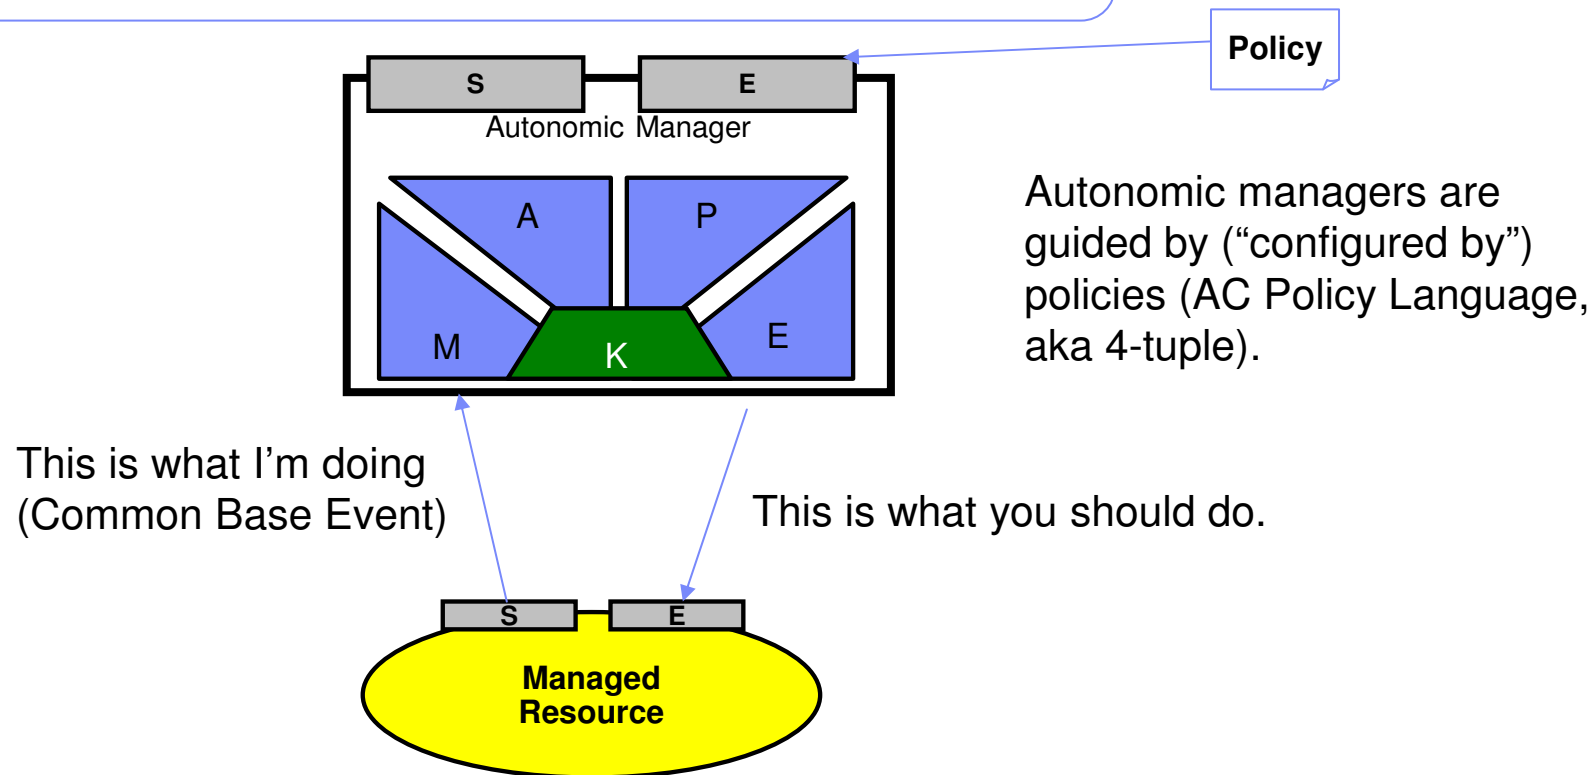 Policy
S
E
Autonomic Manager
A
P
M
K
E
Autonomic managers are
guided by (“configured by”)
policies (AC Policy Language,
aka 4-tuple).
This is what I’m doing
(Common Base Event)
This is what you should do.
S
E
Managed
Resource